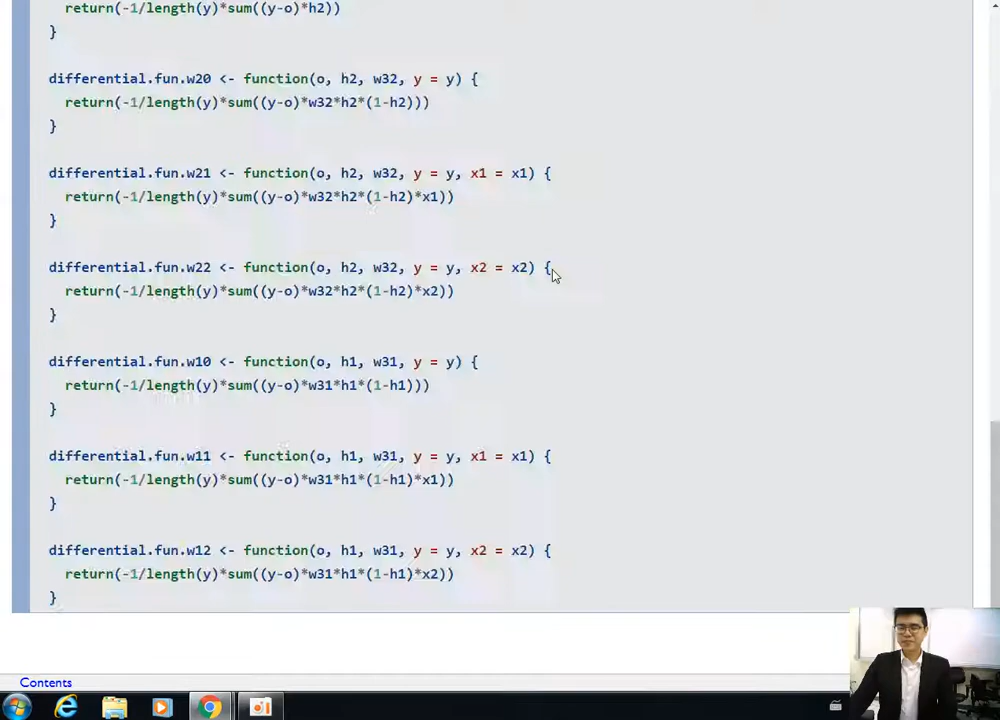 return(-1/length(y)*sum((y-o)*h2))
}
differential.fun.w20 <- function(o, h2, w32, y = y) {
return(-1/length(y)*sum((y-o)*w32*h2*(1-h2)))
}
differential.fun.w21 <- function(o, h2, w32, y = y, x1 = x1) {
return(-1/length(y)*sum((y-o)*w32*h2*(1-h2)*x1))
}
differential.fun.w22 <- function(o, h2, w32, y = y, x2 = x2) {
return(-1/length(y)*sum((y-o)*w32*h2*(1-h2)*x2))
}
differential.fun.w10 <- function(o, h1, w31, y = y) {
return(-1/length(y)*sum((y-o)*w31*h1*(1-h1)))
}
differential.fun.w11 <- function(o, h1, w31, y = y, x1 = x1) {
return(-1/length(y)*sum((y-o)*w31*h1*(1-h1)*x1))
}
differential.fun.w12 <- function(o, h1, w31, y = y, x2 = x2) {
return(-1/length(y)*sum((y-o)*w31*h1*(1-h1)*x2))
}
Contents